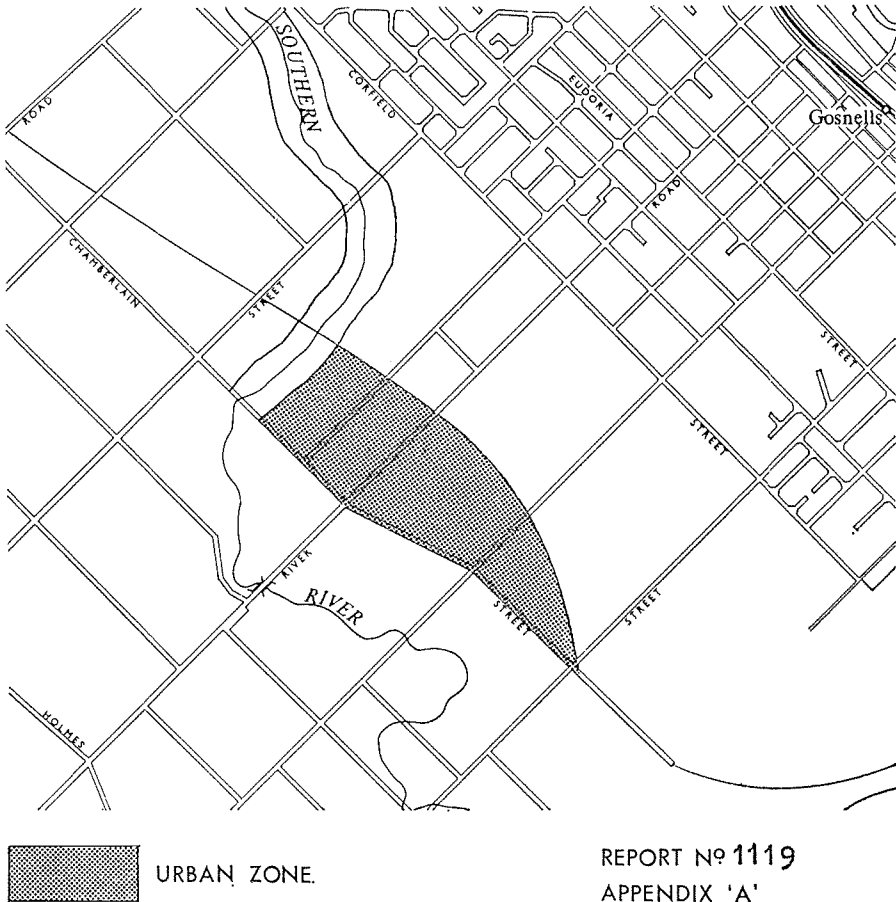 SOUTHERN
CORFIELD
EUDORIA
Gosnells
ROAD
ROAD
CHAMBERLAIN
STREET
STREET
STREET
RIVER
RIVER
STREET
STREET
HOLMES
URBAN ZONE.
REPORT Nº 1119
APPENDIX 'A'